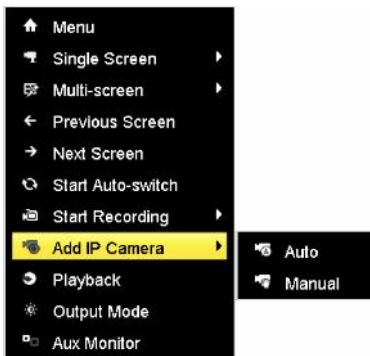 Menu
Single Screen
Multi-screen
Previous Screen
Next Screen
Start Auto-switch
Start Recording
Add IP Camera
Auto
Manual
Playback
Output Mode
Aux Monitor